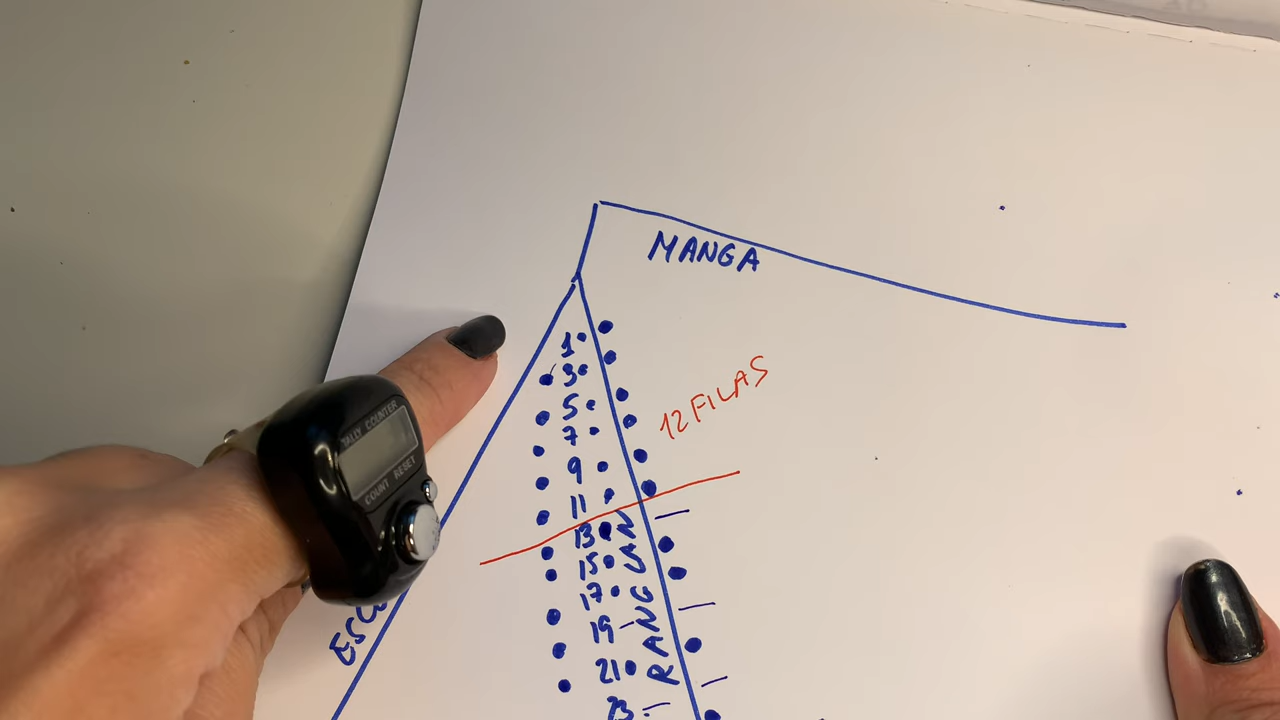 MANGA
1
3
5
7
9
11
12 FILAS
13
15
17
19
21
23
RANGLAN
TALLY COUNTER
COUNT RESET